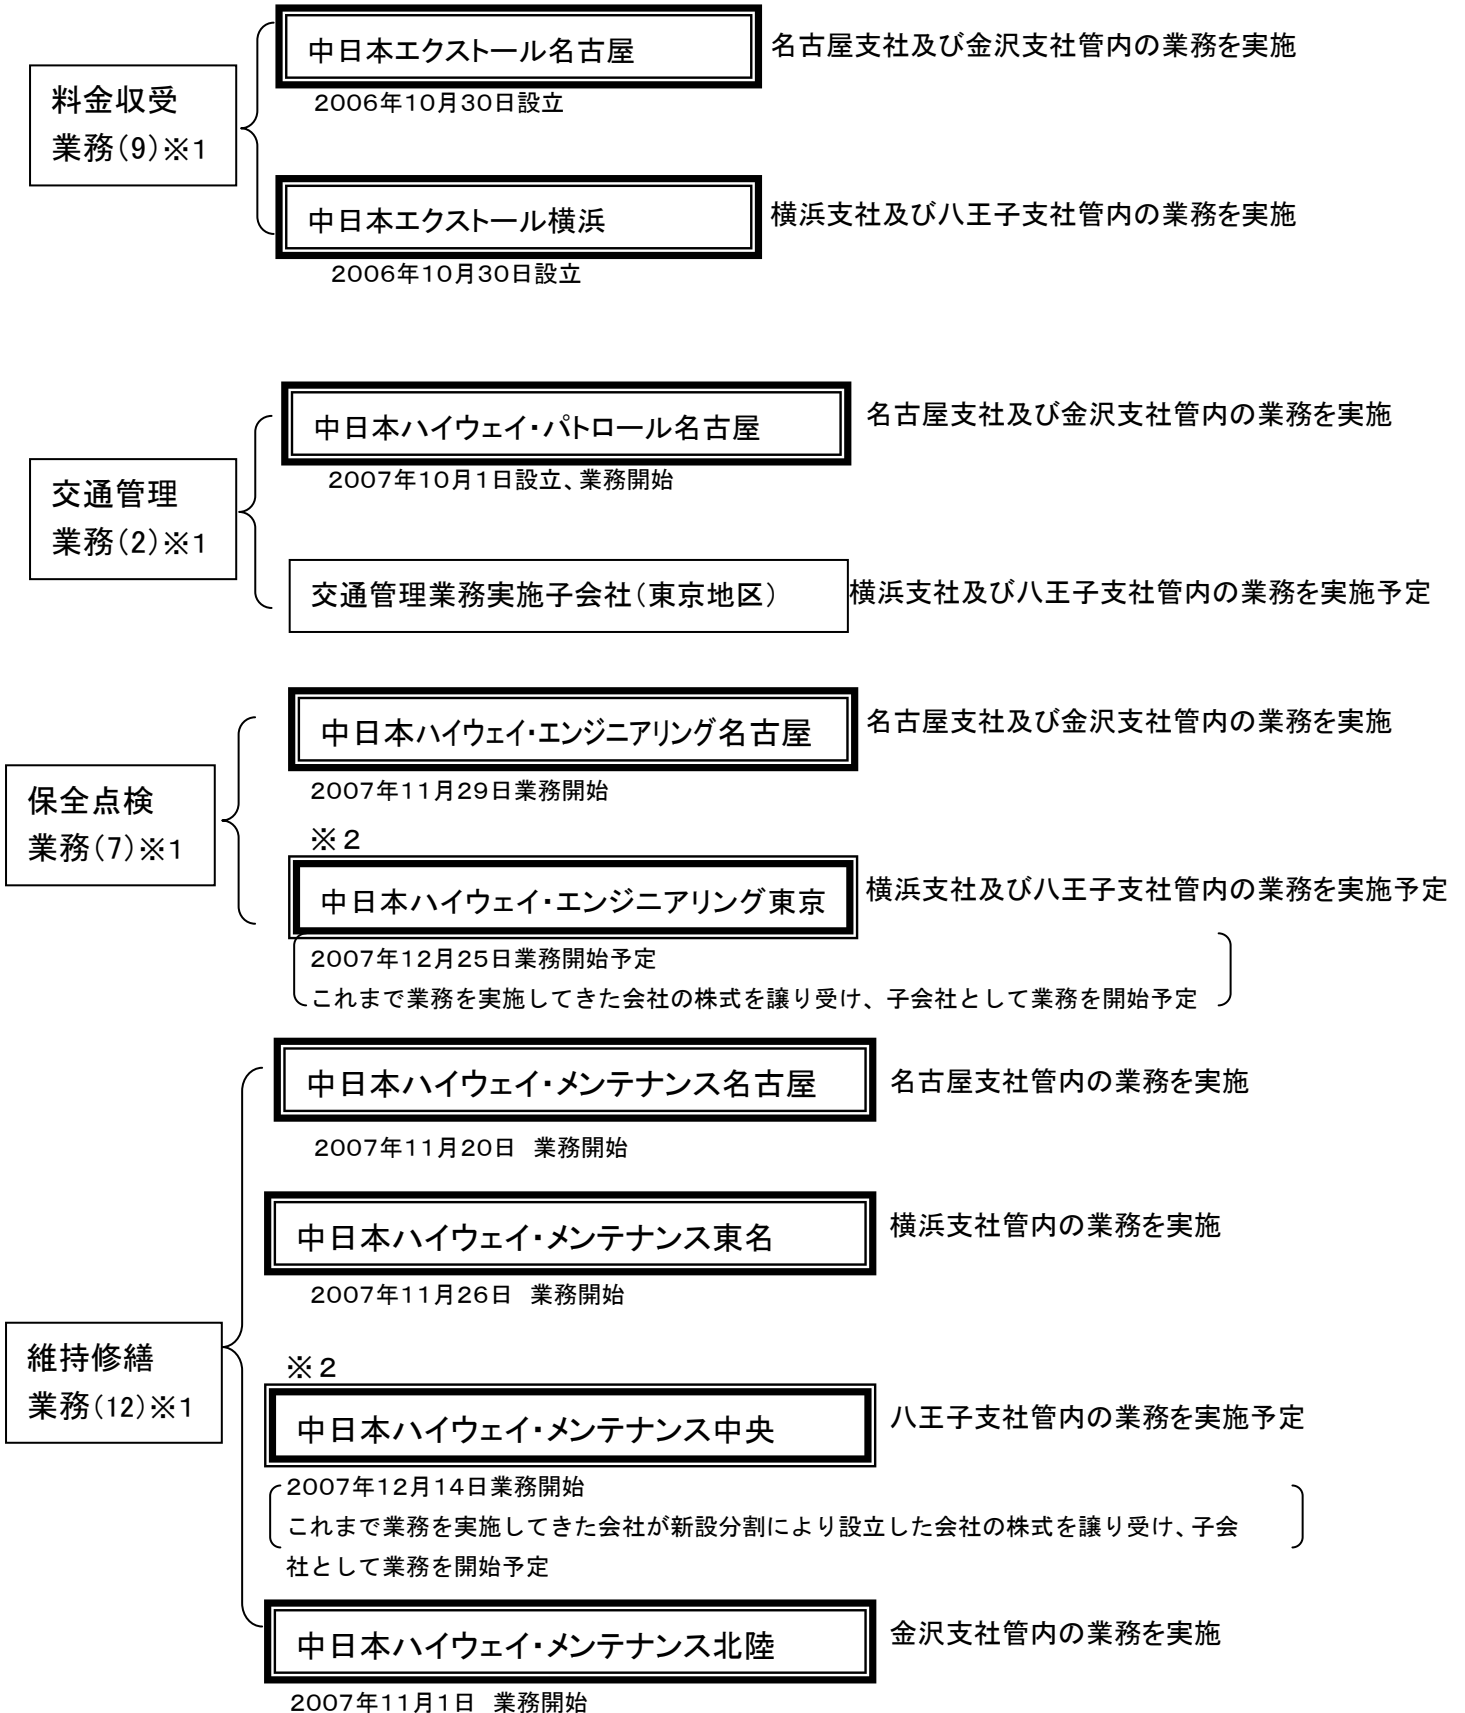 料金収受
業務(9)※1
中日本エクストール名古屋
名古屋支社及び金沢支社管内の業務を実施
2006年10月30日設立
中日本エクストール横浜
横浜支社及び八王子支社管内の業務を実施
2006年10月30日設立
交通管理
業務(2)※1
中日本ハイウェイ・パトロール名古屋
名古屋支社及び金沢支社管内の業務を実施
2007年10月1日設立、業務開始
交通管理業務実施子会社(東京地区)
横浜支社及び八王子支社管内の業務を実施予定
保全点検
業務(7)※1
中日本ハイウェイ・エンジニアリング名古屋
名古屋支社及び金沢支社管内の業務を実施
2007年11月29日業務開始
※2
中日本ハイウェイ・エンジニアリング東京
横浜支社及び八王子支社管内の業務を実施予定
2007年12月25日業務開始予定
これまで業務を実施してきた会社の株式を譲り受け、子会社として業務を開始予定
維持修繕
業務(12)※1
中日本ハイウェイ・メンテナンス名古屋
名古屋支社管内の業務を実施
2007年11月20日 業務開始
中日本ハイウェイ・メンテナンス東名
横浜支社管内の業務を実施
2007年11月26日 業務開始
※2
中日本ハイウェイ・メンテナンス中央
八王子支社管内の業務を実施予定
2007年12月14日業務開始
これまで業務を実施してきた会社が新設分割により設立した会社の株式を譲り受け、子会
社として業務を開始予定
中日本ハイウェイ・メンテナンス北陸
金沢支社管内の業務を実施
2007年11月1日 業務開始